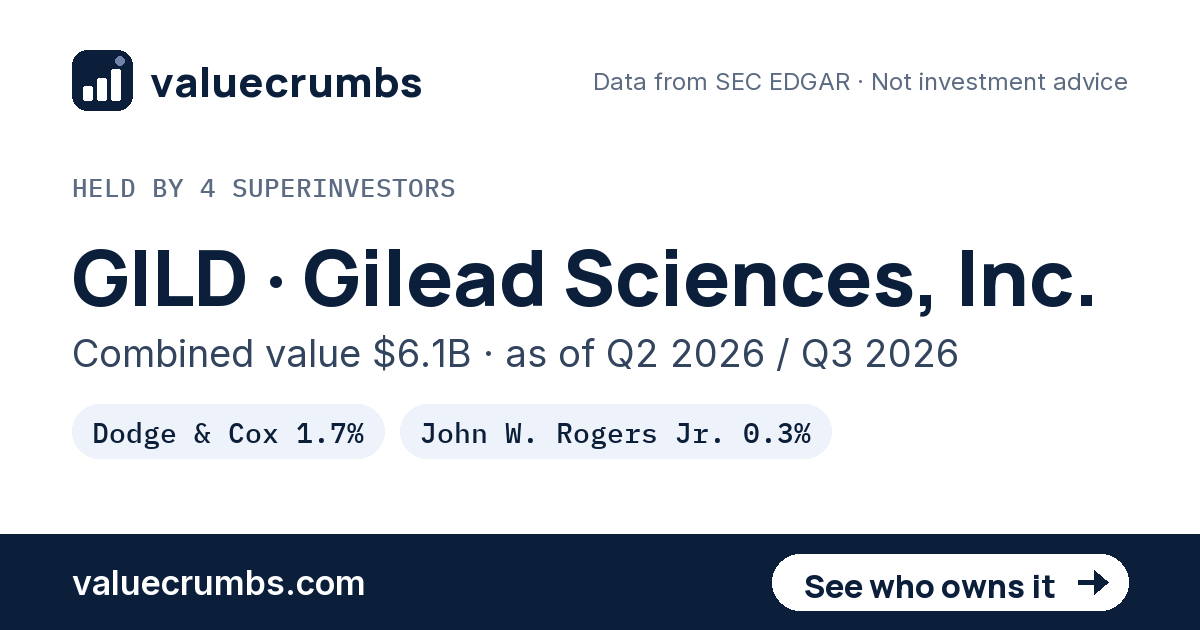 valuecrumbs
Data from SEC EDGAR · Not investment advice
HELD BY 4 SUPERINVESTORS
GILD · Gilead Sciences, Inc.
Combined value $6.1B · as of Q2 2026 / Q3 2026
Dodge & Cox 1.7%
John W. Rogers Jr. 0.3%
valuecrumbs.com
See who owns it →